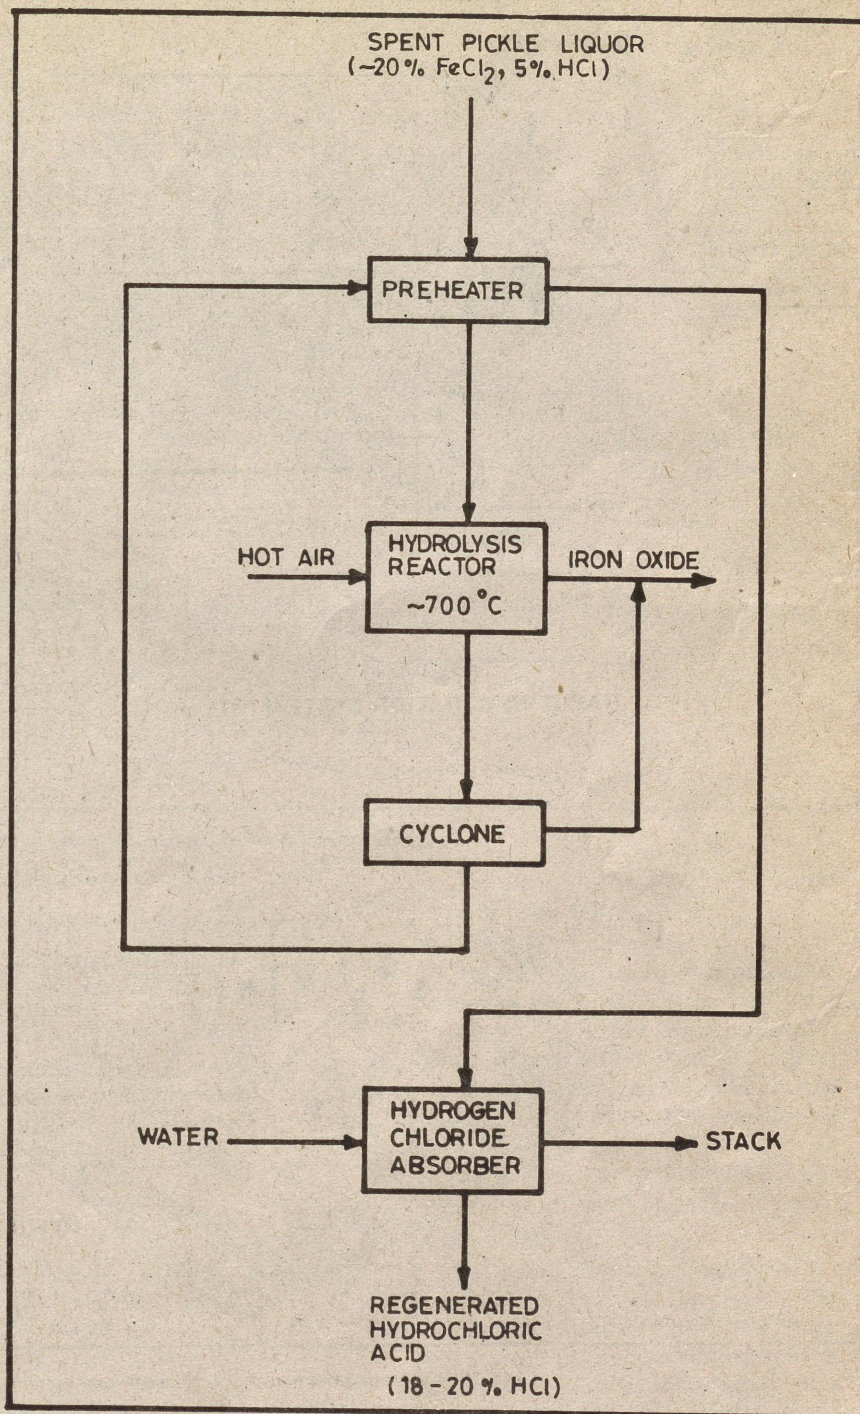 SPENT PICKLE LIQUOR
(~20% FeCl₂, 5% HCl)
PREHEATER
HOT AIR
HYDROLYSIS
REACTOR
~700°C
IRON OXIDE
CYCLONE
WATER
HYDROGEN
CHLORIDE
ABSORBER
STACK
REGENERATED
HYDROCHLORIC
ACID
(18-20% HCl)